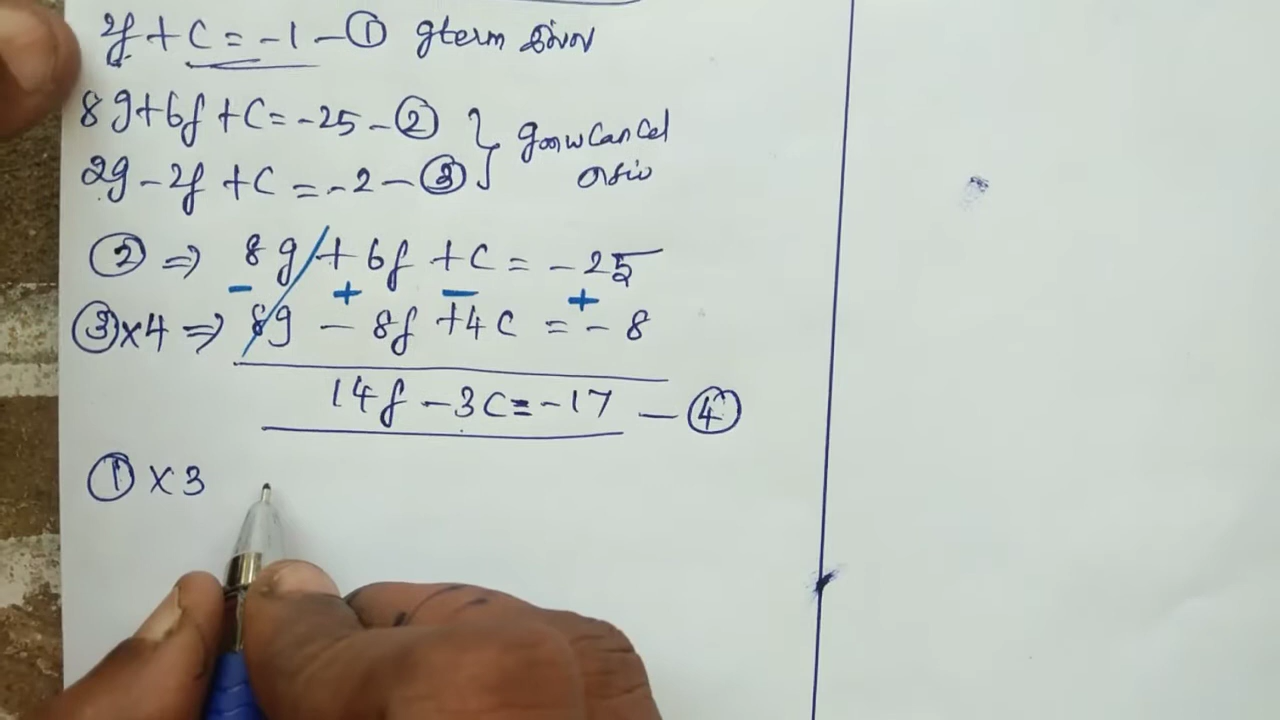 2f + c = -1 - ① g term இல்ல
8g + 6f + c = -25 - ②
2g - 2f + c = -2 - ③
} g ஐ cancel
② ⇒ 8g + 6f + c = -25
- + - +
③ × 4 ⇒ 8g - 8f + 4c = -8
14f - 3c = -17 - ④
① × 3